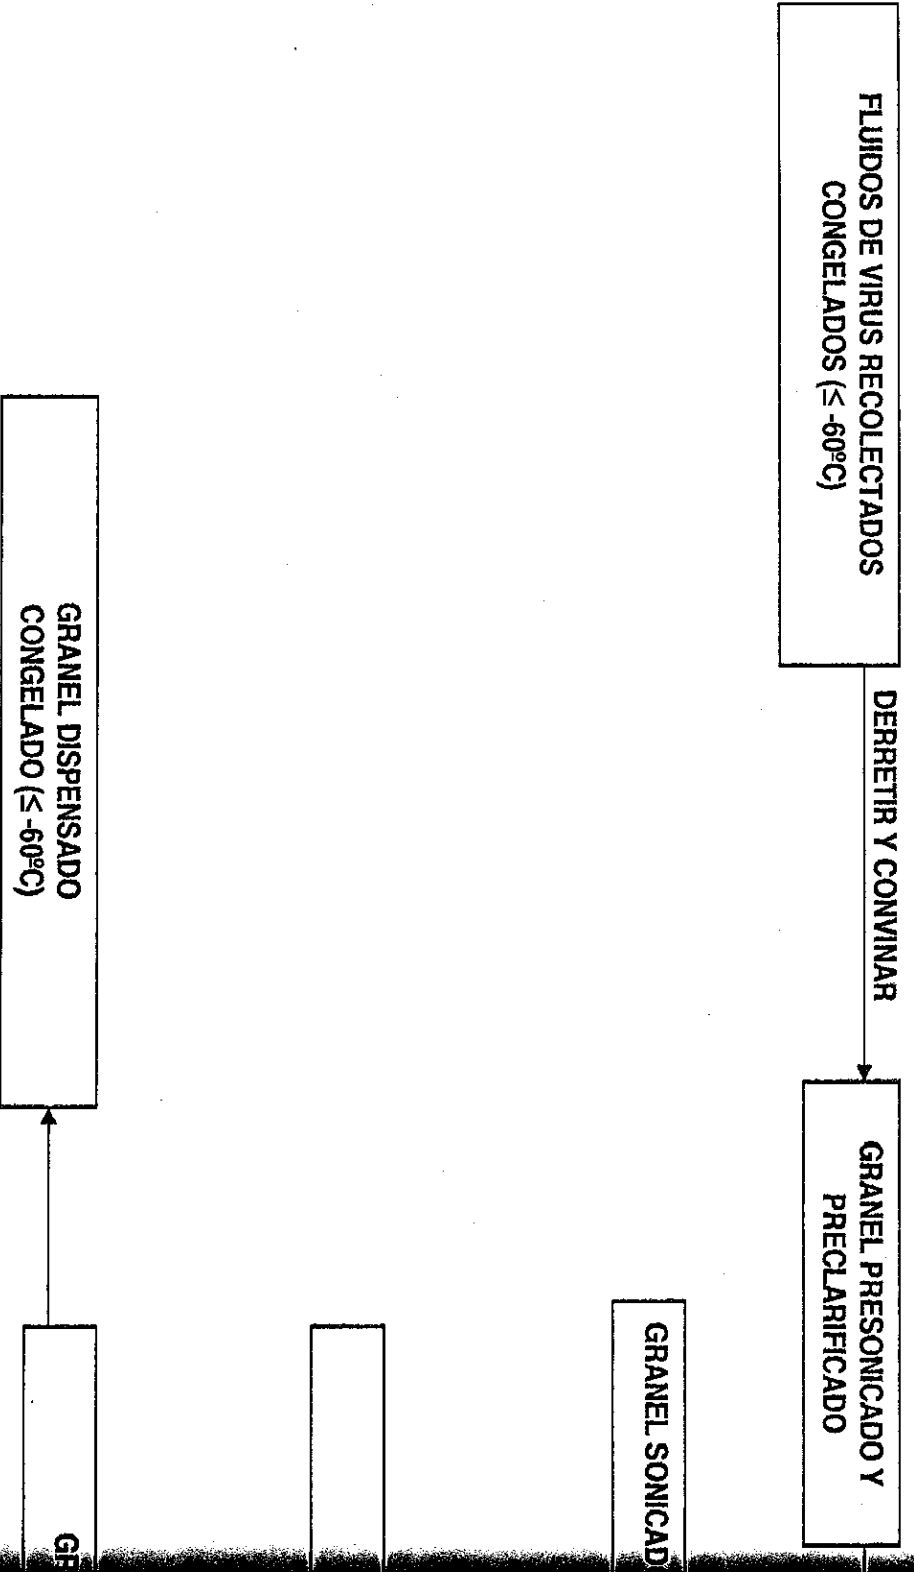 FLUIDOS DE VIRUS RECOLECTADOS
CONGELADOS (≤ -60ºC)
DERRETIR Y CONVINAR
GRANEL PRESONICADO Y
PRECLARIFICADO
GRANEL SONICAD
GRANEL DISPENSADO
CONGELADO (≤ -60ºC)